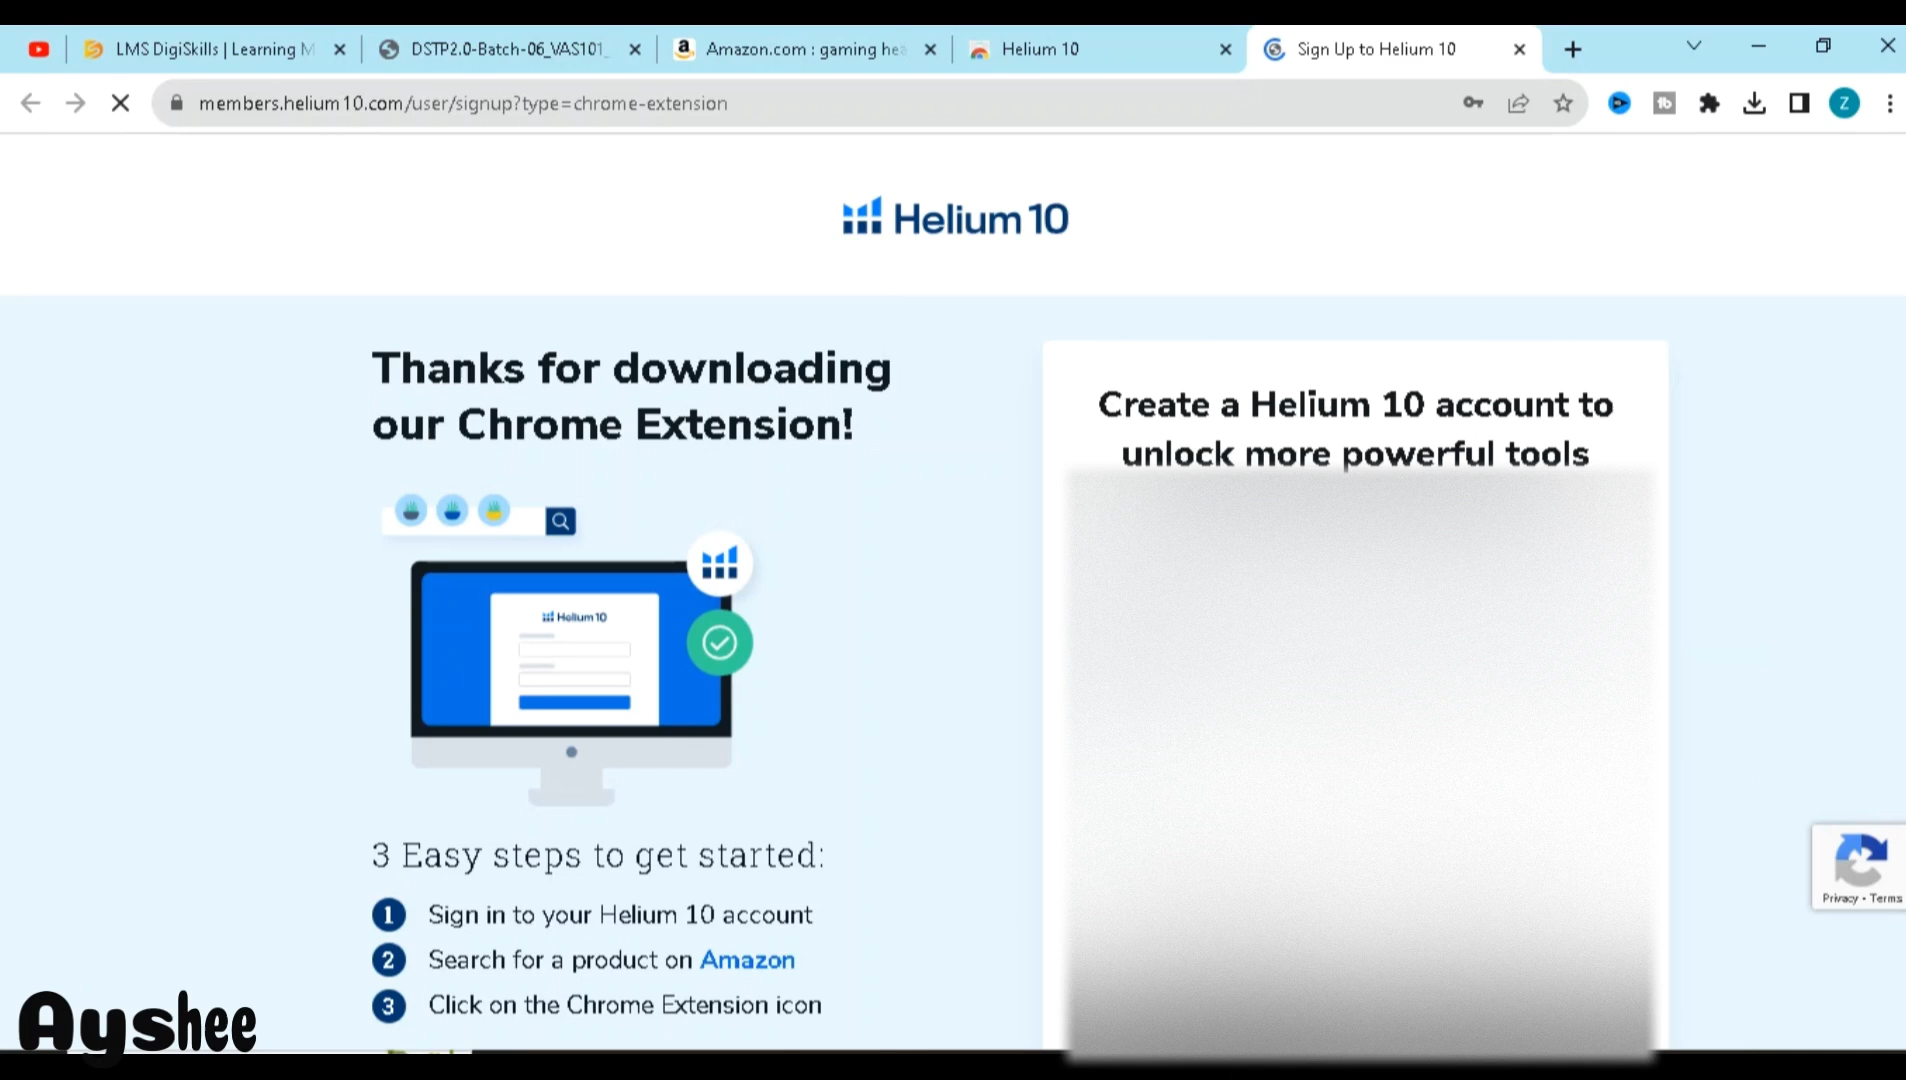 LMS DigiSkills | Learning M
DSTP2.0-Batch-06_VAS101_
Amazon.com : gaming hea
Helium 10
Sign Up to Helium 10
members.helium10.com/user/signup?type=chrome-extension
Z
Helium 10
Thanks for downloading
our Chrome Extension!
Create a Helium 10 account to
unlock more powerful tools
Helium 10
3 Easy steps to get started:
1 Sign in to your Helium 10 account
2 Search for a product on Amazon
3 Click on the Chrome Extension icon
Privacy - Terms
Ayshee